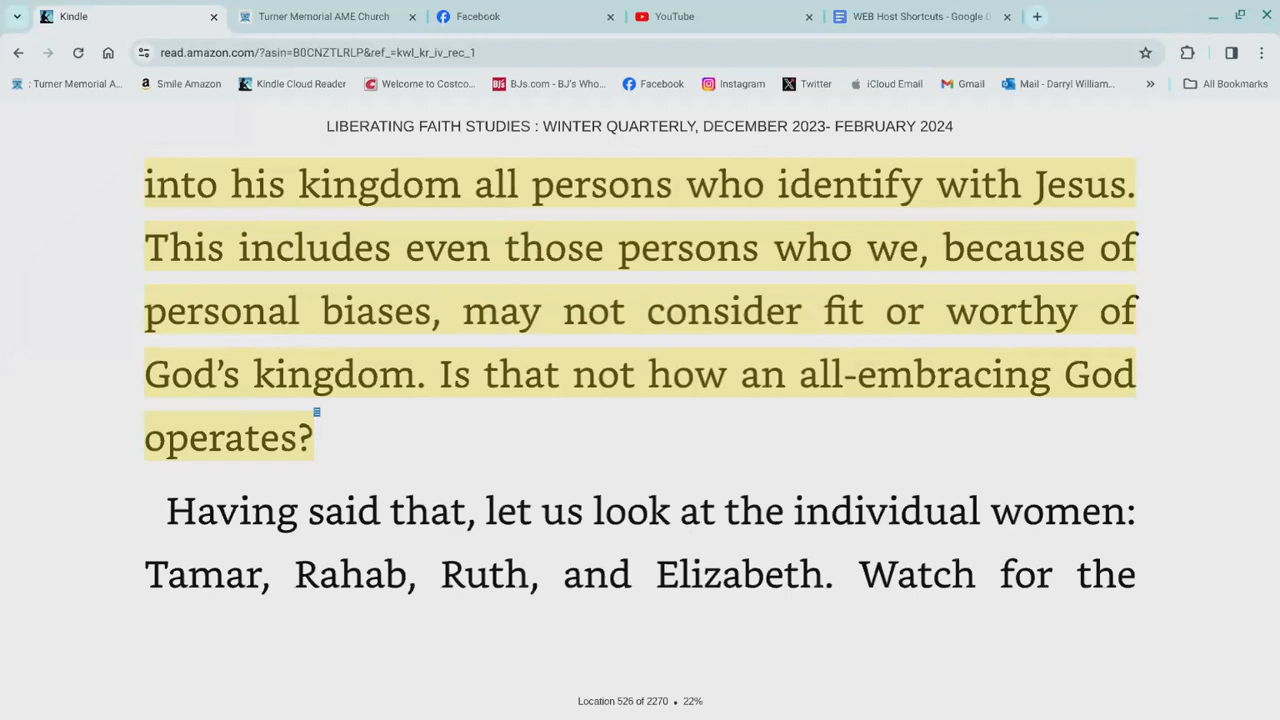 Kindle
Turner Memorial AME Church
Facebook
YouTube
WEB Host Shortcuts - Google D
read.amazon.com/?asin=B0CNZTLRLP&ref_=kwl_kr_iv_rec_1
: Turner Memorial A...
Smile Amazon
Kindle Cloud Reader
Welcome to Costco...
BJs.com - BJ's Who...
Facebook
Instagram
Twitter
iCloud Email
Gmail
Mail - Darryl William...
All Bookmarks
LIBERATING FAITH STUDIES : WINTER QUARTERLY, DECEMBER 2023- FEBRUARY 2024
into his kingdom all persons who identify with Jesus.
This includes even those persons who we, because of
personal biases, may not consider fit or worthy of
God's kingdom. Is that not how an all-embracing God
operates?
Having said that, let us look at the individual women:
Tamar, Rahab, Ruth, and Elizabeth. Watch for the
Location 526 of 2270 • 22%